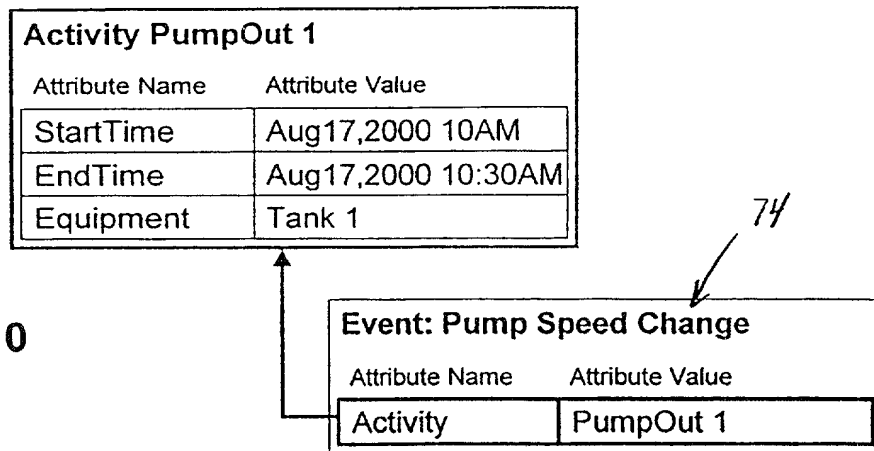 Activity PumpOut 1
Attribute Name Attribute Value
StartTime Aug17,2000 10AM
EndTime Aug17,2000 10:30AM
Equipment Tank 1
74
0
Event: Pump Speed Change
Attribute Name Attribute Value
Activity PumpOut 1